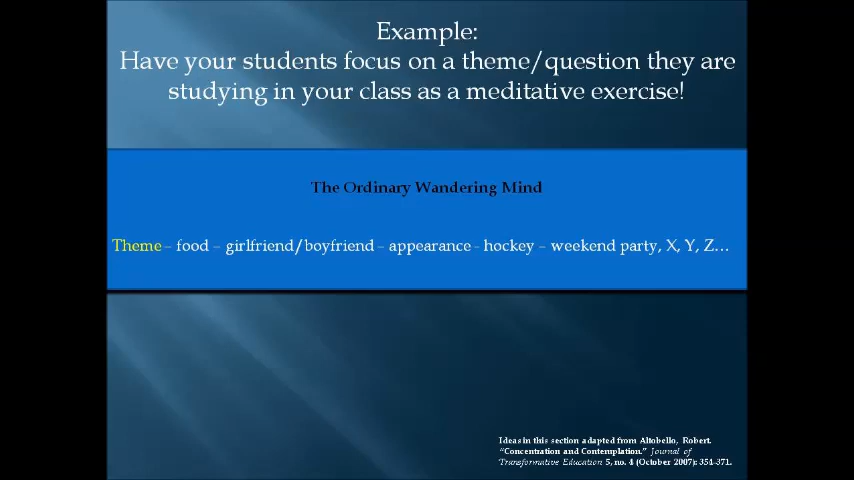 Example:
Have your students focus on a theme/question they are
studying in your class as a meditative exercise!
The Ordinary Wandering Mind
Theme – food – girlfriend/boyfriend – appearance - hockey – weekend party, X, Y, Z…
Ideas in this section adapted from Altobello, Robert.
“Concentration and Contemplation.” Journal of
Transformative Education 5, no. 4 (October 2007): 354-371.